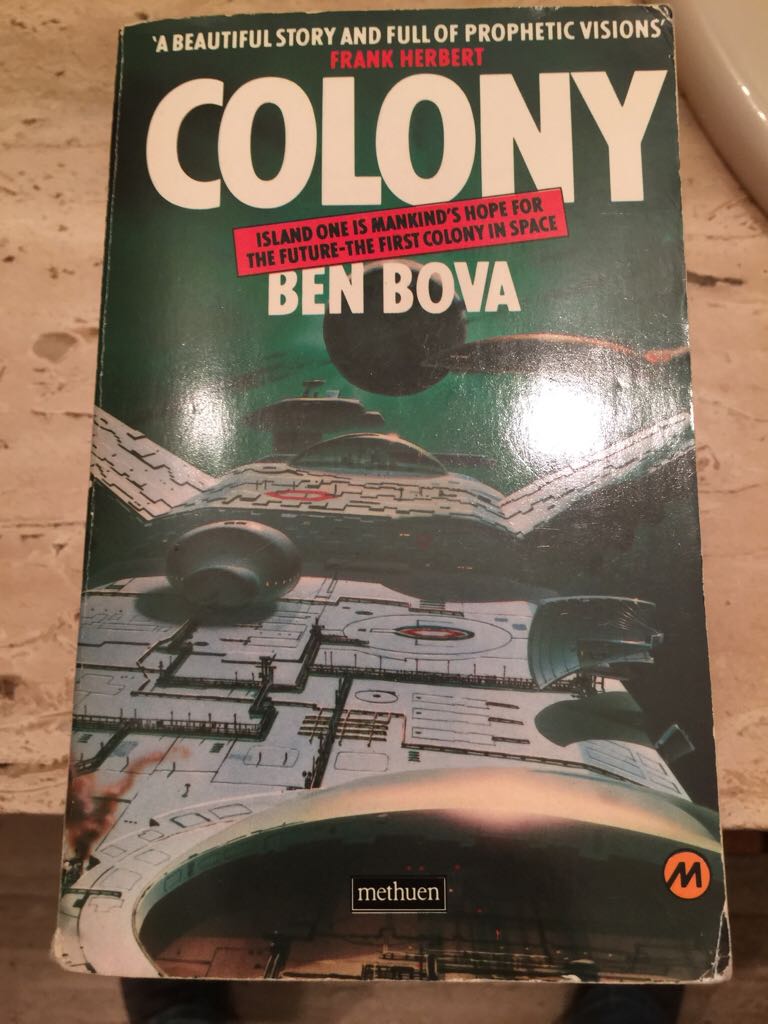 'A BEAUTIFUL STORY AND FULL OF PROPHETIC VISIONS'
FRANK HERBERT
COLONY
ISLAND ONE IS MANKIND'S HOPE FOR
THE FUTURE-THE FIRST COLONY IN SPACE
BEN BOVA
methuen
M